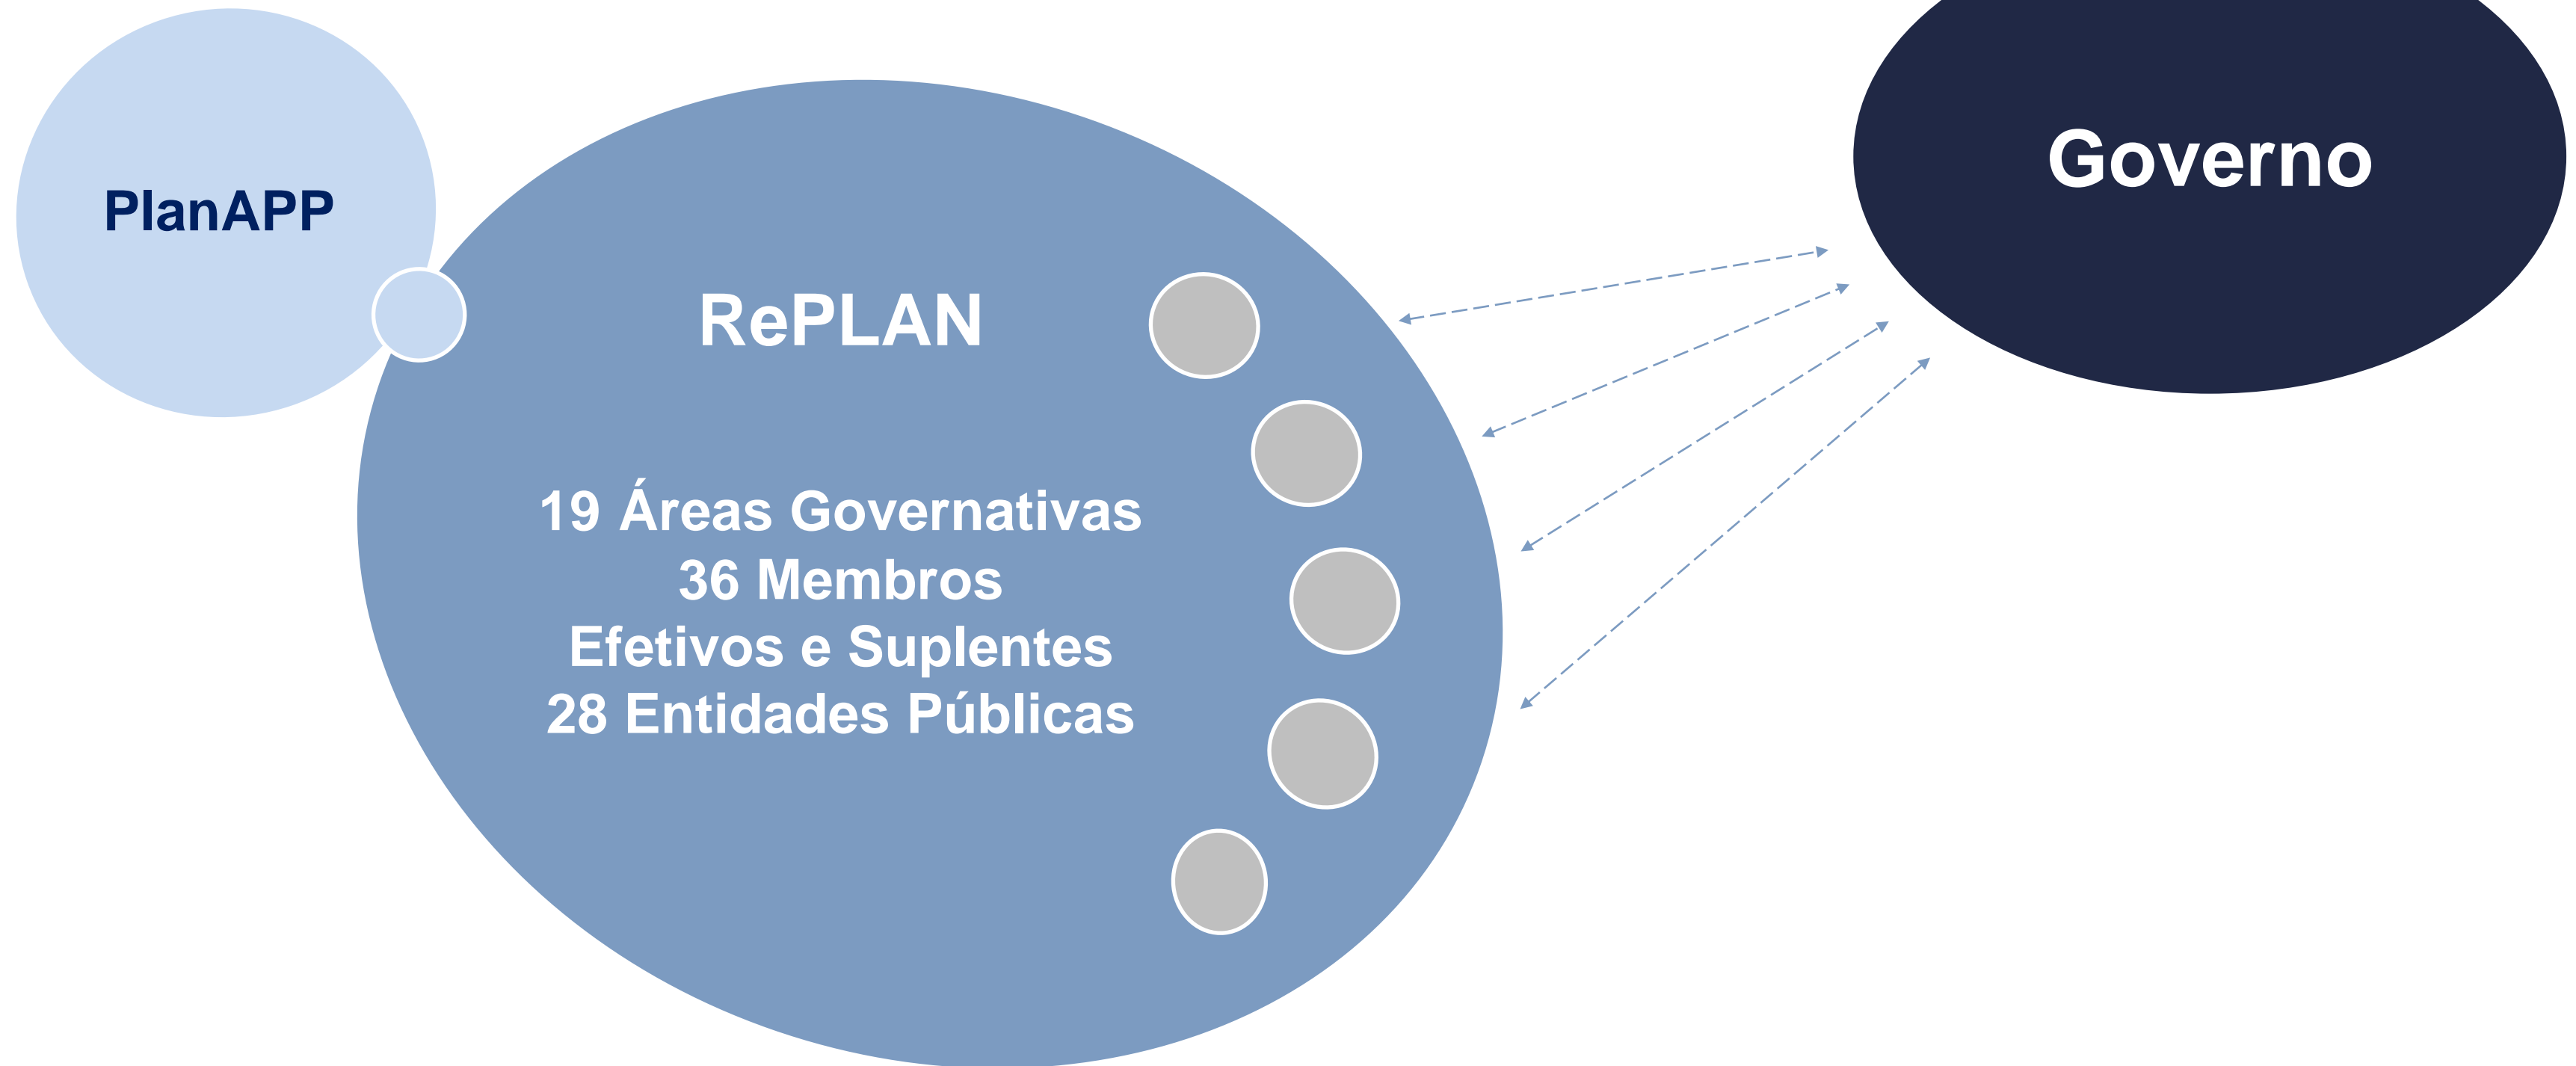 PlanAPP
Governo
RePLAN
19 Áreas Governativas
36 Membros
Efetivos e Suplentes
28 Entidades Públicas